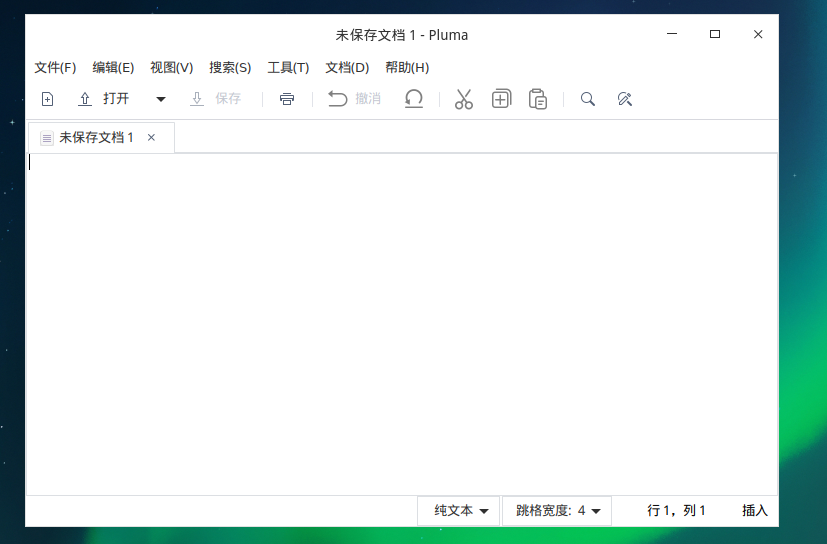 未保存文档 1 - Pluma
文件(F) 编辑(E) 视图(V) 搜索(S) 工具(T) 文档(D) 帮助(H)
打开 保存 撤消
未保存文档 1
纯文本 跳格宽度: 4 行 1，列 1 插入